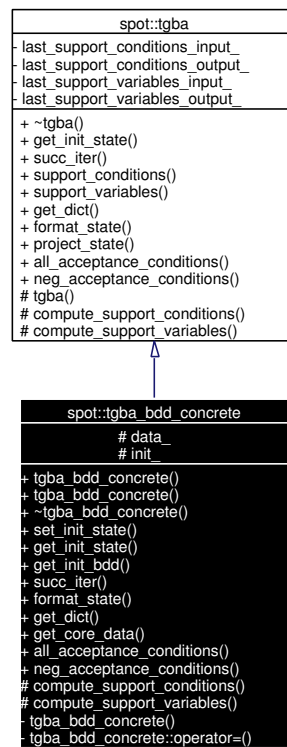 spot::tgba
- last_support_conditions_input_
- last_support_conditions_output_
- last_support_variables_input_
- last_support_variables_output_
+ ~tgba()
+ get_init_state()
+ succ_iter()
+ support_conditions()
+ support_variables()
+ get_dict()
+ format_state()
+ project_state()
+ all_acceptance_conditions()
+ neg_acceptance_conditions()
# tgba()
# compute_support_conditions()
# compute_support_variables()
spot::tgba_bdd_concrete
# data_
# init_
+ tgba_bdd_concrete()
+ tgba_bdd_concrete()
+ ~tgba_bdd_concrete()
+ set_init_state()
+ get_init_state()
+ get_init_bdd()
+ succ_iter()
+ format_state()
+ get_dict()
+ get_core_data()
+ all_acceptance_conditions()
+ neg_acceptance_conditions()
# compute_support_conditions()
# compute_support_variables()
- tgba_bdd_concrete()
- tgba_bdd_concrete::operator=()